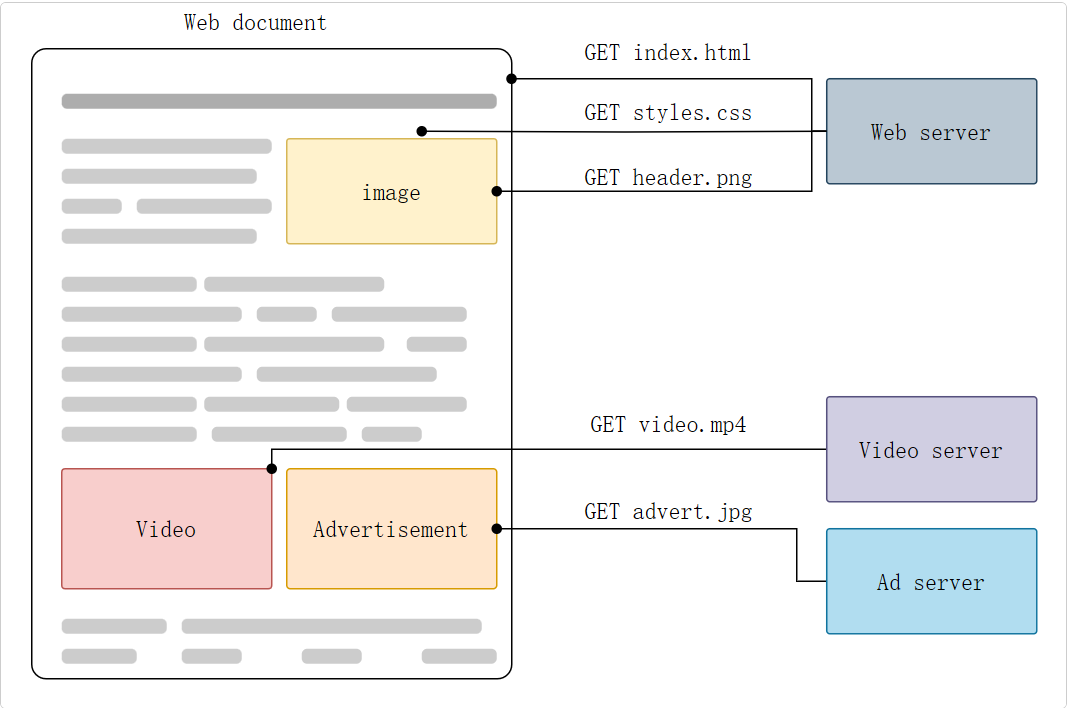 Web document
GET index.html
GET styles.css
Web server
GET header.png
image
GET video.mp4
Video server
GET advert.jpg
Video
Advertisement
Ad server